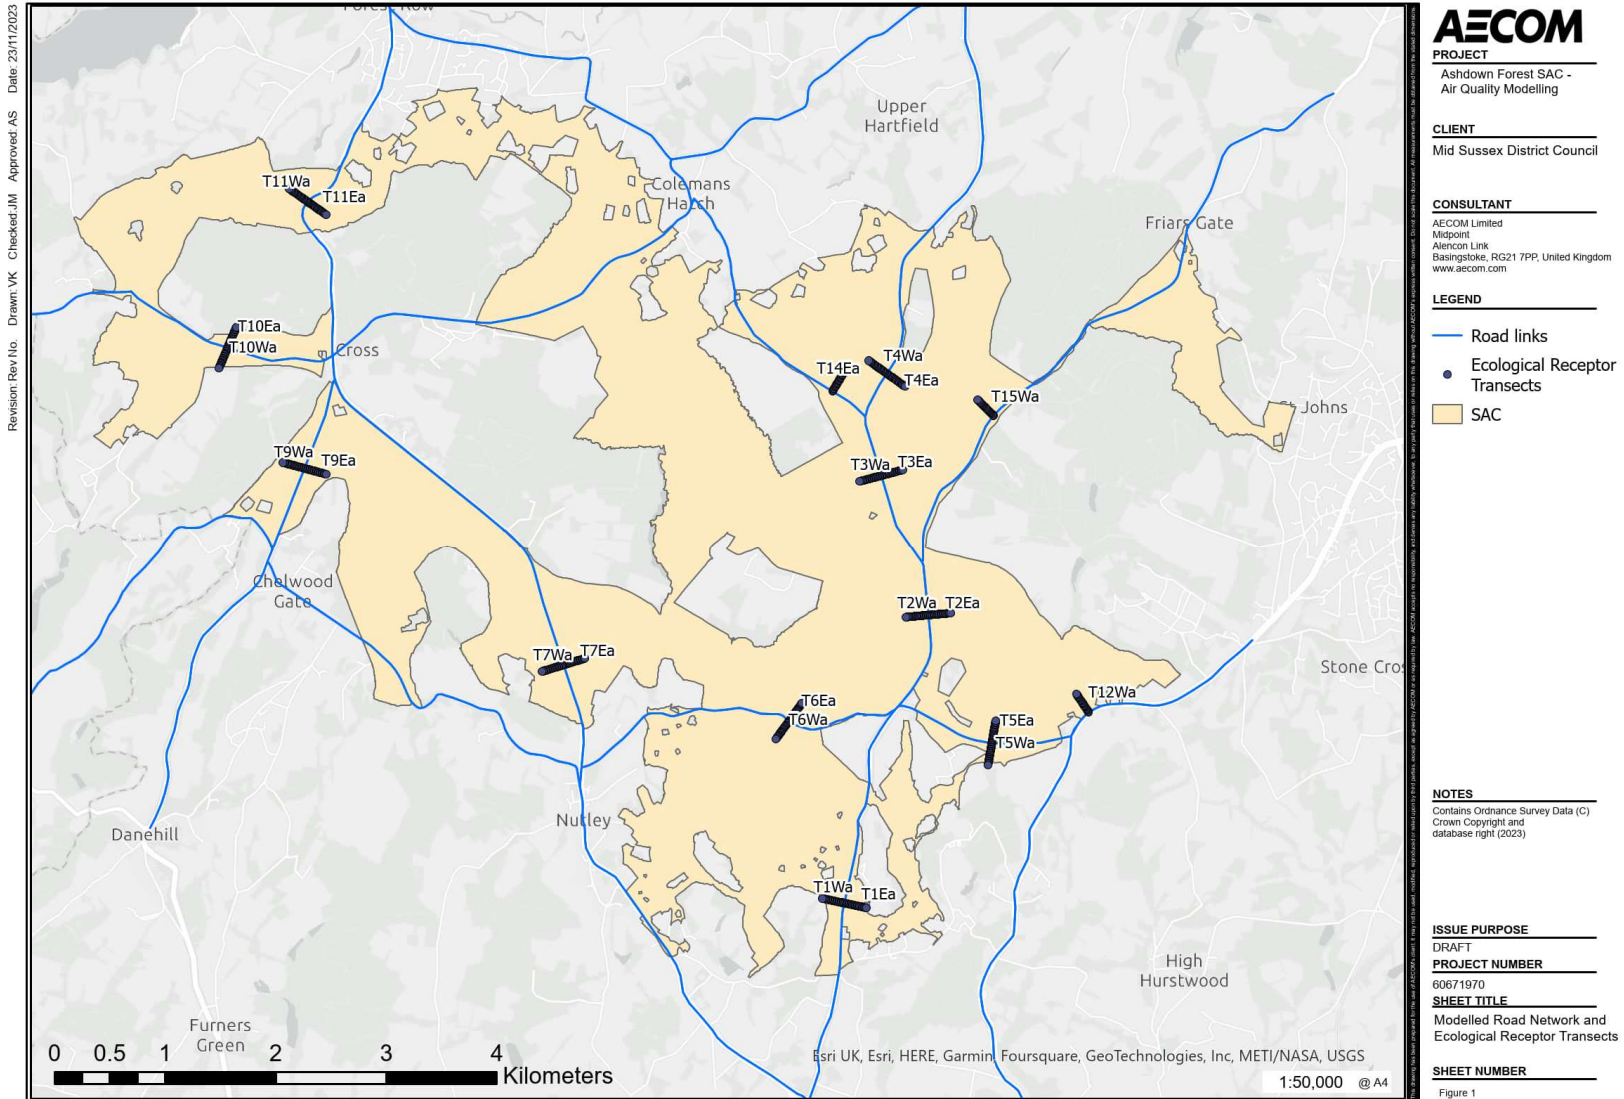 Revision: Rev No. Drawn: VK Checked:JM Approved: AS Date: 23/11/2023
Forest Row
Upper
Hartfield
Colemans
Hatch
Friars Gate
T11Wa
T11Ea
T10Ea
T10Wa
Cross
T14Ea
T4Wa
T4Ea
T15Wa
St Johns
T9Wa
T9Ea
T3Wa
T3Ea
Chelwood
Gate
T2Wa
T2Ea
T7Wa
T7Ea
Stone Cros
T12Wa
T6Ea
T6Wa
T5Ea
T5Wa
Danehill
Nutley
T1Wa
T1Ea
High
Hurstwood
Furners
Green
0 0.5 1 2 3 4
Kilometers
Esri UK, Esri, HERE, Garmin, Foursquare, GeoTechnologies, Inc, METI/NASA, USGS
1:50,000 @ A4
AECOM
PROJECT
Ashdown Forest SAC -
Air Quality Modelling
CLIENT
Mid Sussex District Council
CONSULTANT
AECOM Limited
Midpoint
Alencon Link
Basingstoke, RG21 7PP, United Kingdom
www.aecom.com
LEGEND
Road links
Ecological Receptor
Transects
SAC
NOTES
Contains Ordnance Survey Data (C)
Crown Copyright and
database right (2023)
ISSUE PURPOSE
DRAFT
PROJECT NUMBER
60671970
SHEET TITLE
Modelled Road Network and
Ecological Receptor Transects
SHEET NUMBER
Figure 1